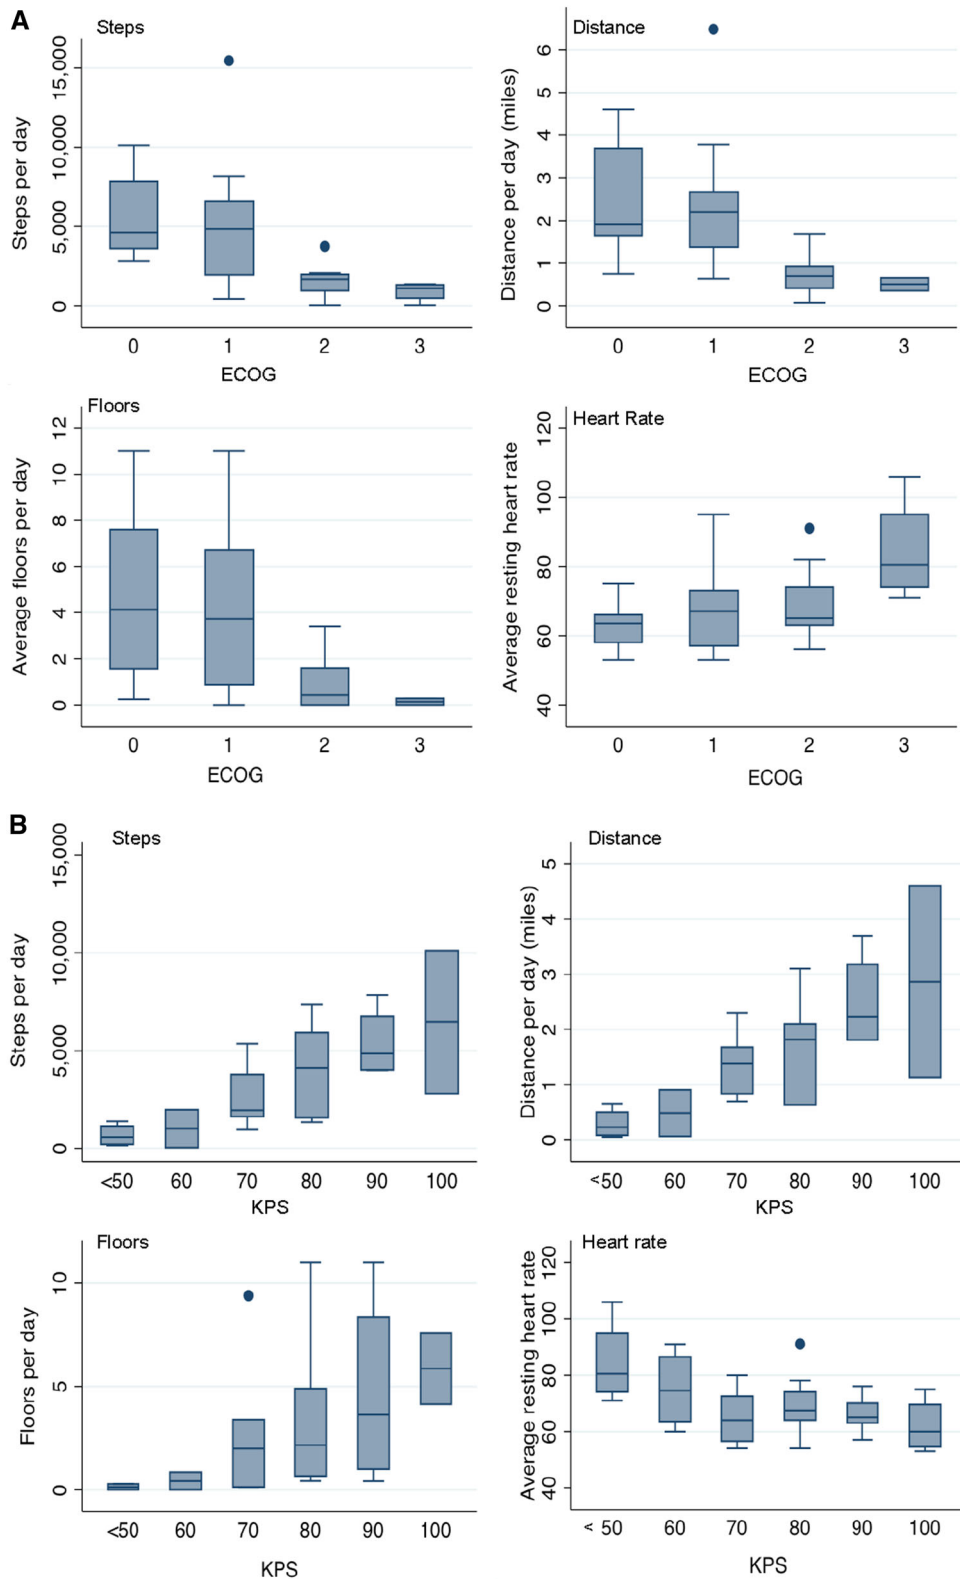 A
Steps
Steps per day
15,000
10,000
5,000
0
0 1 2 3
ECOG
Distance
Distance per day (miles)
6
5
4
3
2
1
0
0 1 2 3
ECOG
Floors
Average floors per day
12
10
8
6
4
2
0
0 1 2 3
ECOG
Heart Rate
Average resting heart rate
120
100
80
60
40
0 1 2 3
ECOG
B
Steps
Steps per day
15,000
10,000
5,000
0
<50 60 70 80 90 100
KPS
Distance
Distance per day (miles)
5
4
3
2
1
0
<50 60 70 80 90 100
KPS
Floors
Floors per day
10
5
0
<50 60 70 80 90 100
KPS
Heart rate
Average resting heart rate
120
100
80
60
40
< 50 60 70 80 90 100
KPS